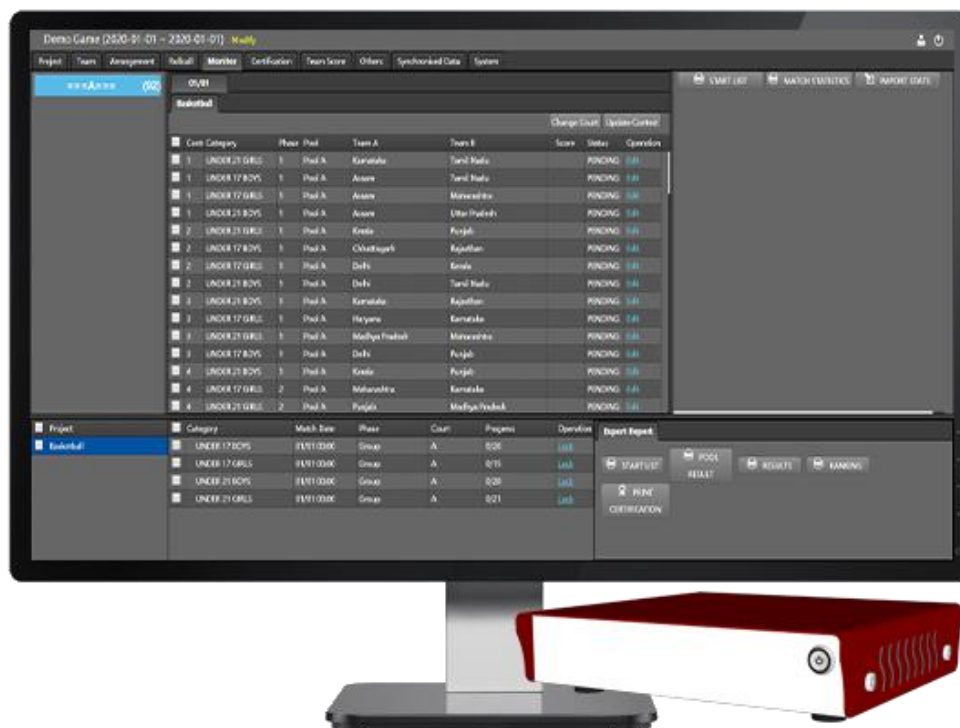 Demo Game (2020-01-01 ~ 2020-01-01) Modify
Project Team Arrangement Rollcall Monitor Certification Team Score Others Synchronised Data System
===A=== (92)
01/01
START LIST MATCH STATISTICS IMPORT STATE
Basketball
Change Court Update Contest
Cont Category Phase Pool Team A Team B Score Status Operation
1 UNDER 21 GIRLS 1 Pool A Karnataka Tamil Nadu PENDING Edit
1 UNDER 17 BOYS 1 Pool A Assam Tamil Nadu PENDING Edit
1 UNDER 17 GIRLS 1 Pool A Assam Maharashtra PENDING Edit
1 UNDER 21 BOYS 1 Pool A Assam Uttar Pradesh PENDING Edit
2 UNDER 21 GIRLS 1 Pool A Kerala Punjab PENDING Edit
2 UNDER 17 BOYS 1 Pool A Chhattisgarh Rajasthan PENDING Edit
2 UNDER 17 GIRLS 1 Pool A Delhi Kerala PENDING Edit
2 UNDER 21 BOYS 1 Pool A Delhi Tamil Nadu PENDING Edit
3 UNDER 21 BOYS 1 Pool A Karnataka Rajasthan PENDING Edit
3 UNDER 17 GIRLS 1 Pool A Haryana Karnataka PENDING Edit
3 UNDER 21 GIRLS 1 Pool A Madhya Pradesh Maharashtra PENDING Edit
3 UNDER 17 BOYS 1 Pool A Delhi Punjab PENDING Edit
4 UNDER 21 BOYS 1 Pool A Kerala Punjab PENDING Edit
4 UNDER 17 GIRLS 2 Pool A Maharashtra Karnataka PENDING Edit
4 UNDER 21 GIRLS 2 Pool A Punjab Madhya Pradesh PENDING Edit
Project
Basketball
Category Match Date Phase Court Progress Operation
UNDER 17 BOYS 01/01 03:00 Group A 0/20 Lock
UNDER 17 GIRLS 01/01 03:00 Group A 0/15 Lock
UNDER 21 BOYS 01/01 03:00 Group A 0/20 Lock
UNDER 21 GIRLS 01/01 03:00 Group A 0/21 Lock
Export Report
START LIST POOL RESULT RESULTS RANKING
PRINT CERTIFICATION